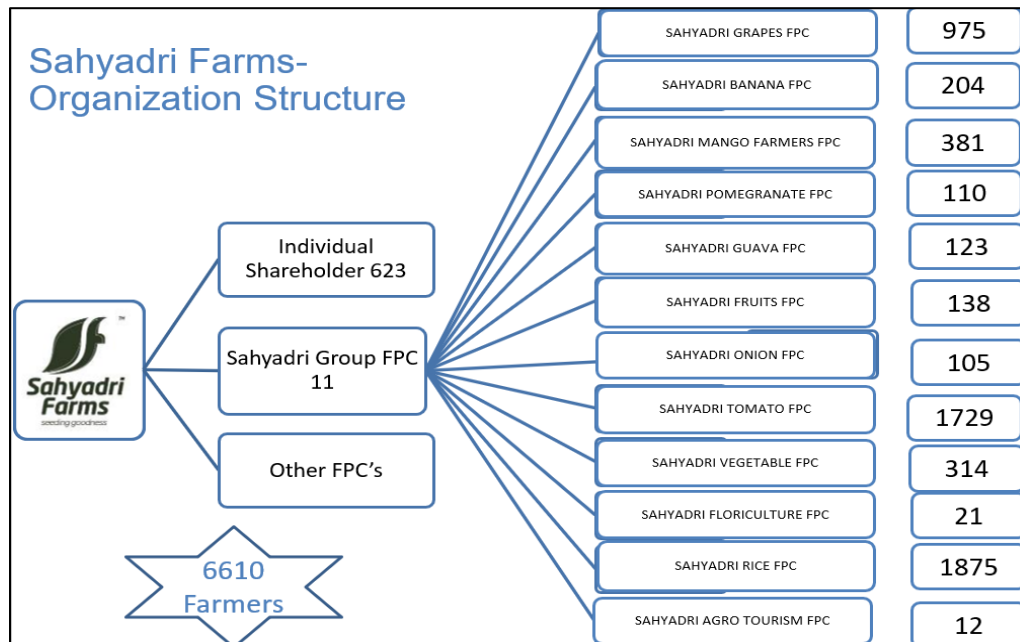 Sahyadri Farms-
Organization Structure
Individual
Shareholder 623
Sahyadri Group FPC
11
Other FPC’s
™
Sahyadri
Farms
seeding goodness
6610
Farmers
SAHYADRI GRAPES FPC
975
SAHYADRI BANANA FPC
204
SAHYADRI MANGO FARMERS FPC
381
SAHYADRI POMEGRANATE FPC
110
SAHYADRI GUAVA FPC
123
SAHYADRI FRUITS FPC
138
SAHYADRI ONION FPC
105
SAHYADRI TOMATO FPC
1729
SAHYADRI VEGETABLE FPC
314
SAHYADRI FLORICULTURE FPC
21
SAHYADRI RICE FPC
1875
SAHYADRI AGRO TOURISM FPC
12